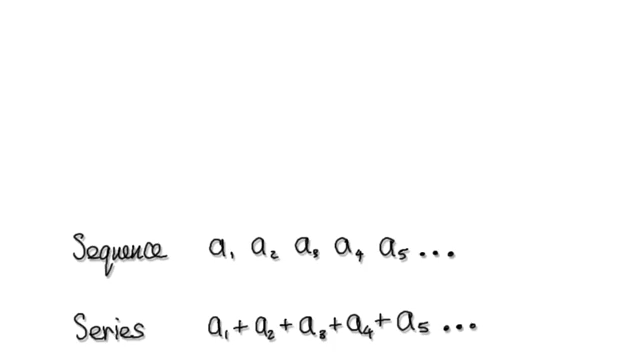 Sequence a₁ a₂ a₃ a₄ a₅ ...
Series a₁ + a₂ + a₃ + a₄ + a₅ ...